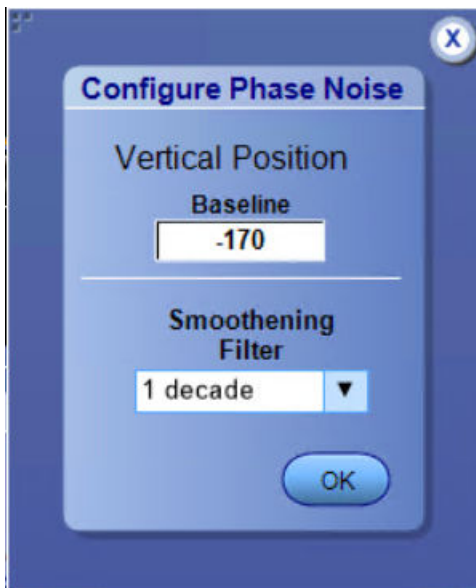 X
Configure Phase Noise
Vertical Position
Baseline
-170
Smoothening
Filter
1 decade
OK